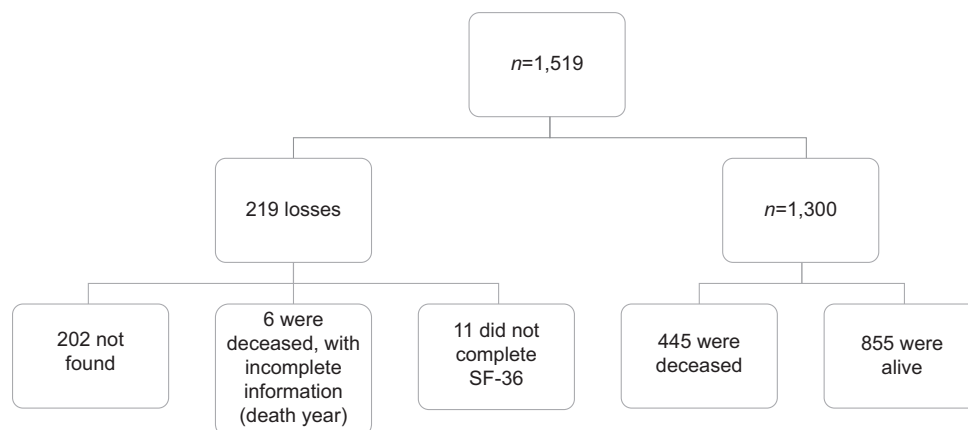 n=1,519
219 losses
n=1,300
202 not
found
6 were
deceased, with
incomplete
information
(death year)
11 did not
complete
SF-36
445 were
deceased
855 were
alive